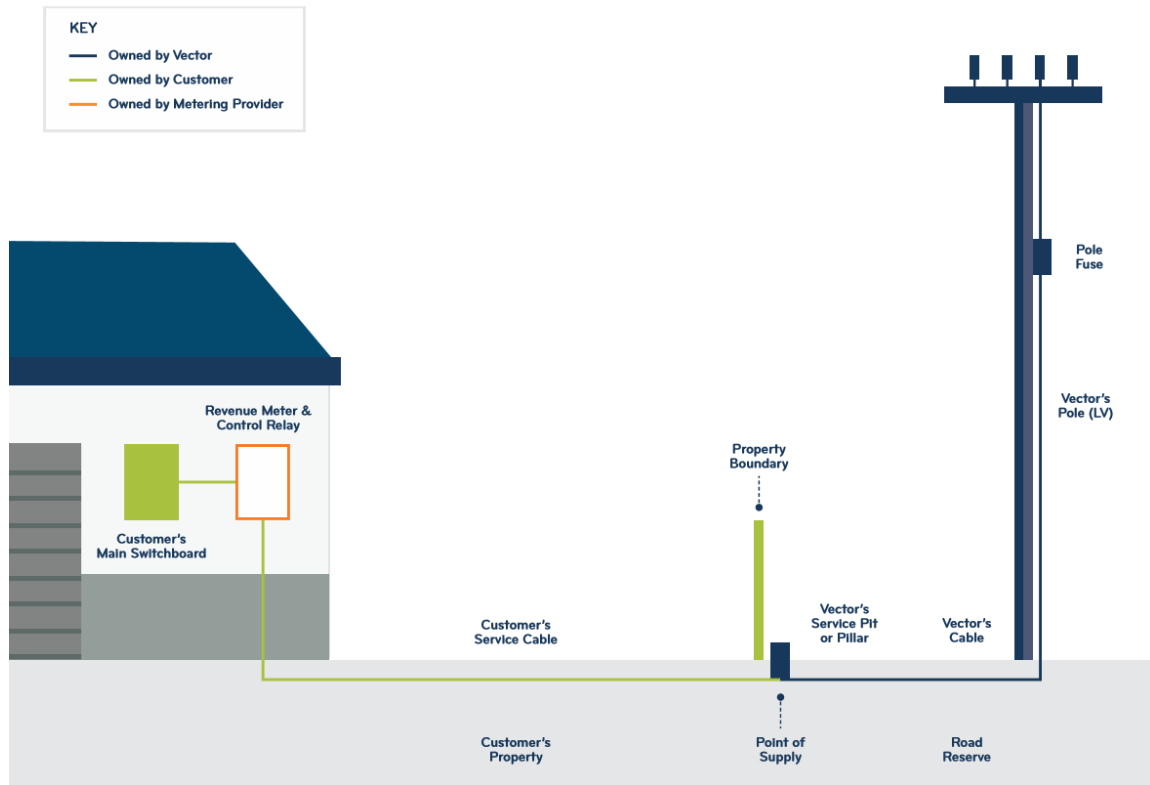 KEY
Owned by Vector
Owned by Customer
Owned by Metering Provider
Pole
Fuse
Vector's
Pole (LV)
Revenue Meter &
Control Relay
Property
Boundary
Customer's
Main Switchboard
Customer's
Service Cable
Vector's
Service Pit
or Pillar
Vector's
Cable
Customer's
Property
Point of
Supply
Road
Reserve